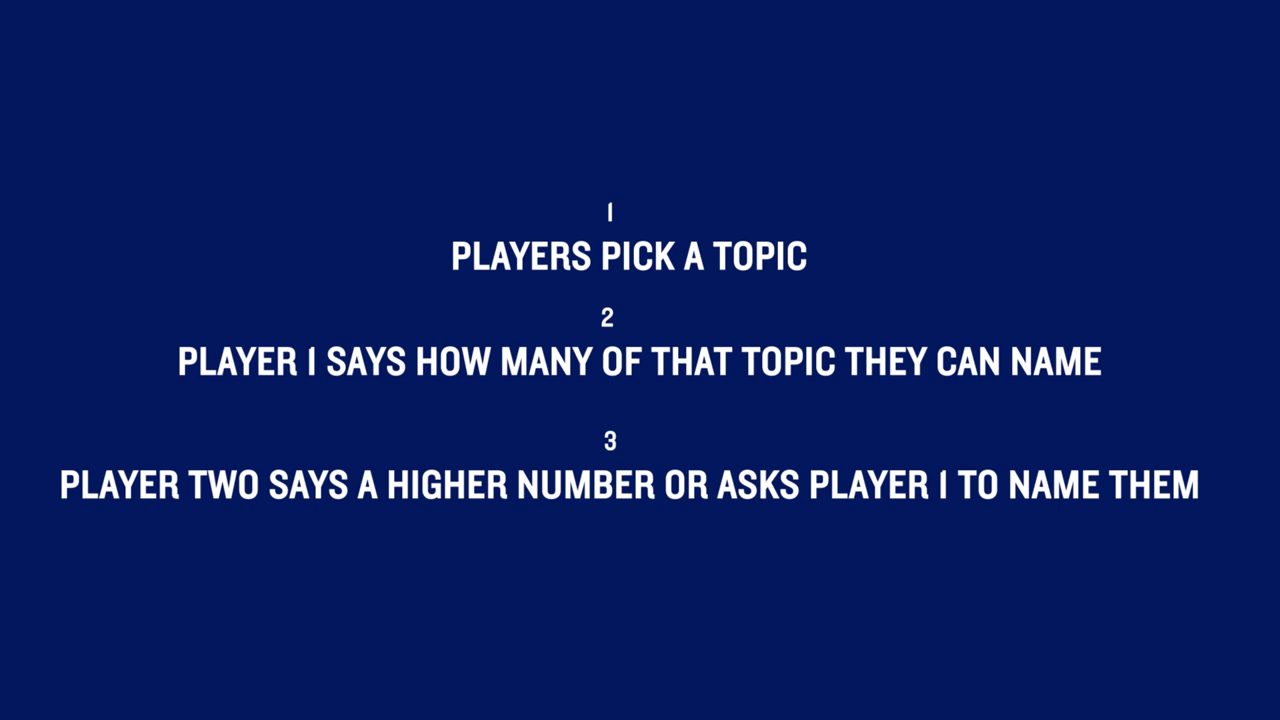 1
PLAYERS PICK A TOPIC
2
PLAYER 1 SAYS HOW MANY OF THAT TOPIC THEY CAN NAME
3
PLAYER TWO SAYS A HIGHER NUMBER OR ASKS PLAYER 1 TO NAME THEM